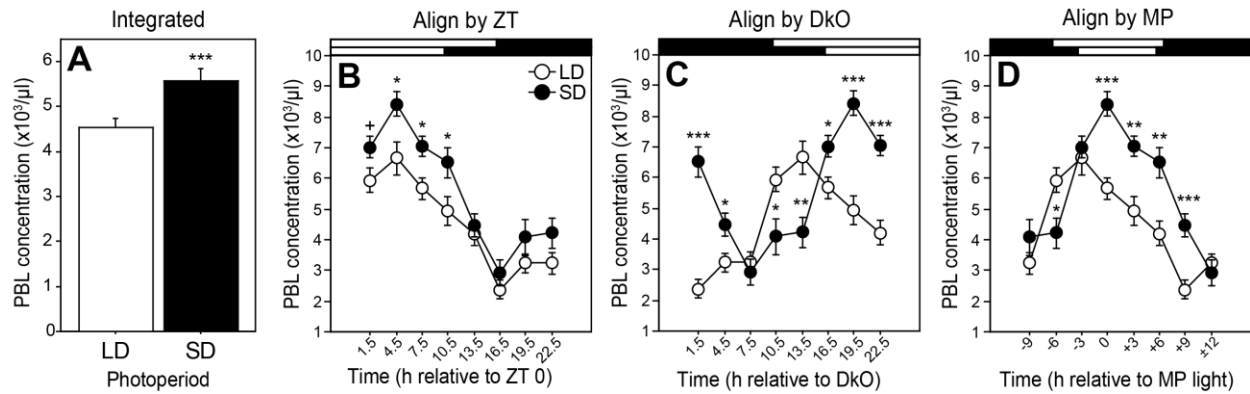 Integrated
A
***
PBL concentration (x10³/µl)
6
5
4
3
2
1
0
LD SD
Photoperiod
Align by ZT
B
LD
SD
+ * * *
PBL concentration (x10³/µl)
10
9
8
7
6
5
4
3
2
1
1.5 4.5 7.5 10.5 13.5 16.5 19.5 22.5
Time (h relative to ZT 0)
Align by DkO
C
*** * * ** * *** ***
PBL concentration (x10³/µl)
10
9
8
7
6
5
4
3
2
1
1.5 4.5 7.5 10.5 13.5 16.5 19.5 22.5
Time (h relative to DkO)
Align by MP
D
* *** ** ** ***
PBL concentration (x10³/µl)
10
9
8
7
6
5
4
3
2
1
-9 -6 -3 0 +3 +6 +9 ±12
Time (h relative to MP light)